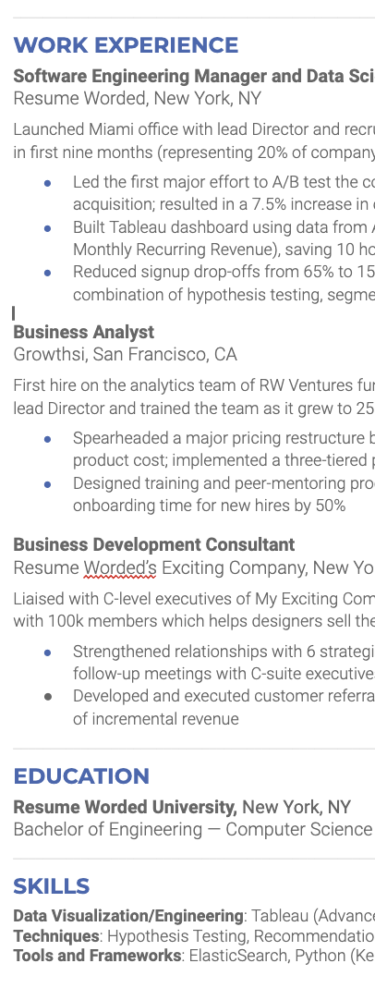 WORK EXPERIENCE
Software Engineering Manager and Data Sci
Resume Worded, New York, NY
Launched Miami office with lead Director and recru
in first nine months (representing 20% of company
• Led the first major effort to A/B test the co
acquisition; resulted in a 7.5% increase in
• Built Tableau dashboard using data from A
Monthly Recurring Revenue), saving 10 ho
• Reduced signup drop-offs from 65% to 15
combination of hypothesis testing, segme
Business Analyst
Growthsi, San Francisco, CA
First hire on the analytics team of RW Ventures fun
lead Director and trained the team as it grew to 25
• Spearheaded a major pricing restructure b
product cost; implemented a three-tiered p
• Designed training and peer-mentoring pro
onboarding time for new hires by 50%
Business Development Consultant
Resume Worded's Exciting Company, New Yo
Liaised with C-level executives of My Exciting Com
with 100k members which helps designers sell the
• Strengthened relationships with 6 strategi
follow-up meetings with C-suite executive
• Developed and executed customer referra
of incremental revenue
EDUCATION
Resume Worded University, New York, NY
Bachelor of Engineering — Computer Science
SKILLS
Data Visualization/Engineering: Tableau (Advance
Techniques: Hypothesis Testing, Recommendatio
Tools and Frameworks: ElasticSearch, Python (Ke